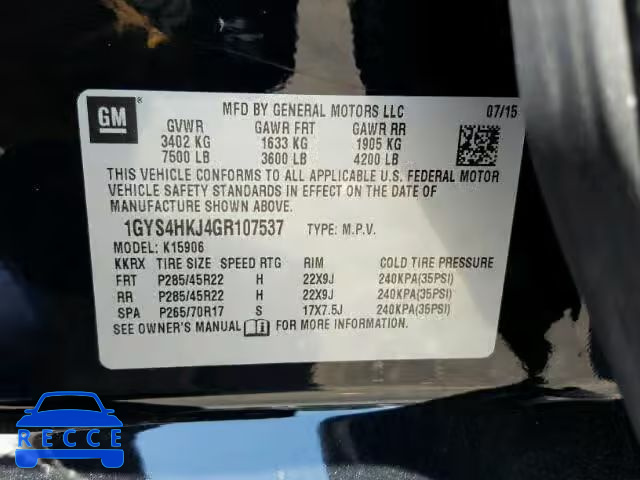 GM ®
MFD BY GENERAL MOTORS LLC 07/15
GVWR GAWR FRT GAWR RR
3402 KG 1633 KG 1905 KG
7500 LB 3600 LB 4200 LB
THIS VEHICLE CONFORMS TO ALL APPLICABLE U.S. FEDERAL MOTOR
VEHICLE SAFETY STANDARDS IN EFFECT ON THE DATE OF
MANUFACTURE SHOWN ABOVE.
1GYS4HKJ4GR107537 TYPE: M.P.V.
MODEL: K15906
KKRX TIRE SIZE SPEED RTG RIM COLD TIRE PRESSURE
FRT P285/45R22 H 22X9J 240KPA(35PSI)
RR P285/45R22 H 22X9J 240KPA(35PSI)
SPA P265/70R17 S 17X7.5J 240KPA(35PSI)
SEE OWNER'S MANUAL FOR MORE INFORMATION.
RECCE